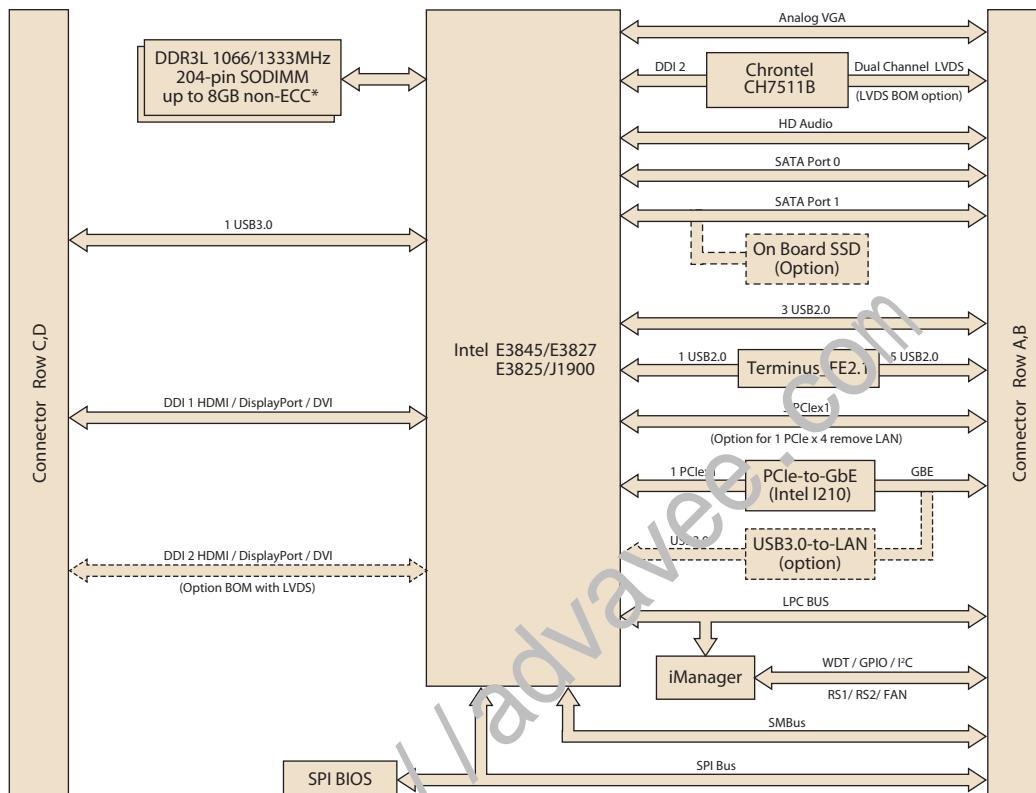 Analog VGA
DDR3L 1066/1333MHz
204-pin SODIMM
up to 8GB non-ECC*
DDI 2
Chrontel
CH7511B
Dual Channel LVDS
(LVDS BOM option)
HD Audio
SATA Port 0
SATA Port 1
On Board SSD
(Option)
1 USB3.0
3 USB2.0
Intel E3845/E3827
E3825/J1900
1 USB2.0
Terminus_FE2.1
5 USB2.0
Connector Row C,D
Connector Row A,B
DDI 1 HDMI / DisplayPort / DVI
PCIex1
(Option for 1 PCIe x 4 remove LAN)
1 PCIex1
PCIe-to-GbE
(Intel I210)
GBE
USB3.0-to-LAN
(option)
DDI 2 HDMI / DisplayPort / DVI
(Option BOM with LVDS)
LPC BUS
iManager
WDT / GPIO / I²C
RS1/ RS2/ FAN
SMBus
SPI Bus
SPI BIOS
//advavee.com